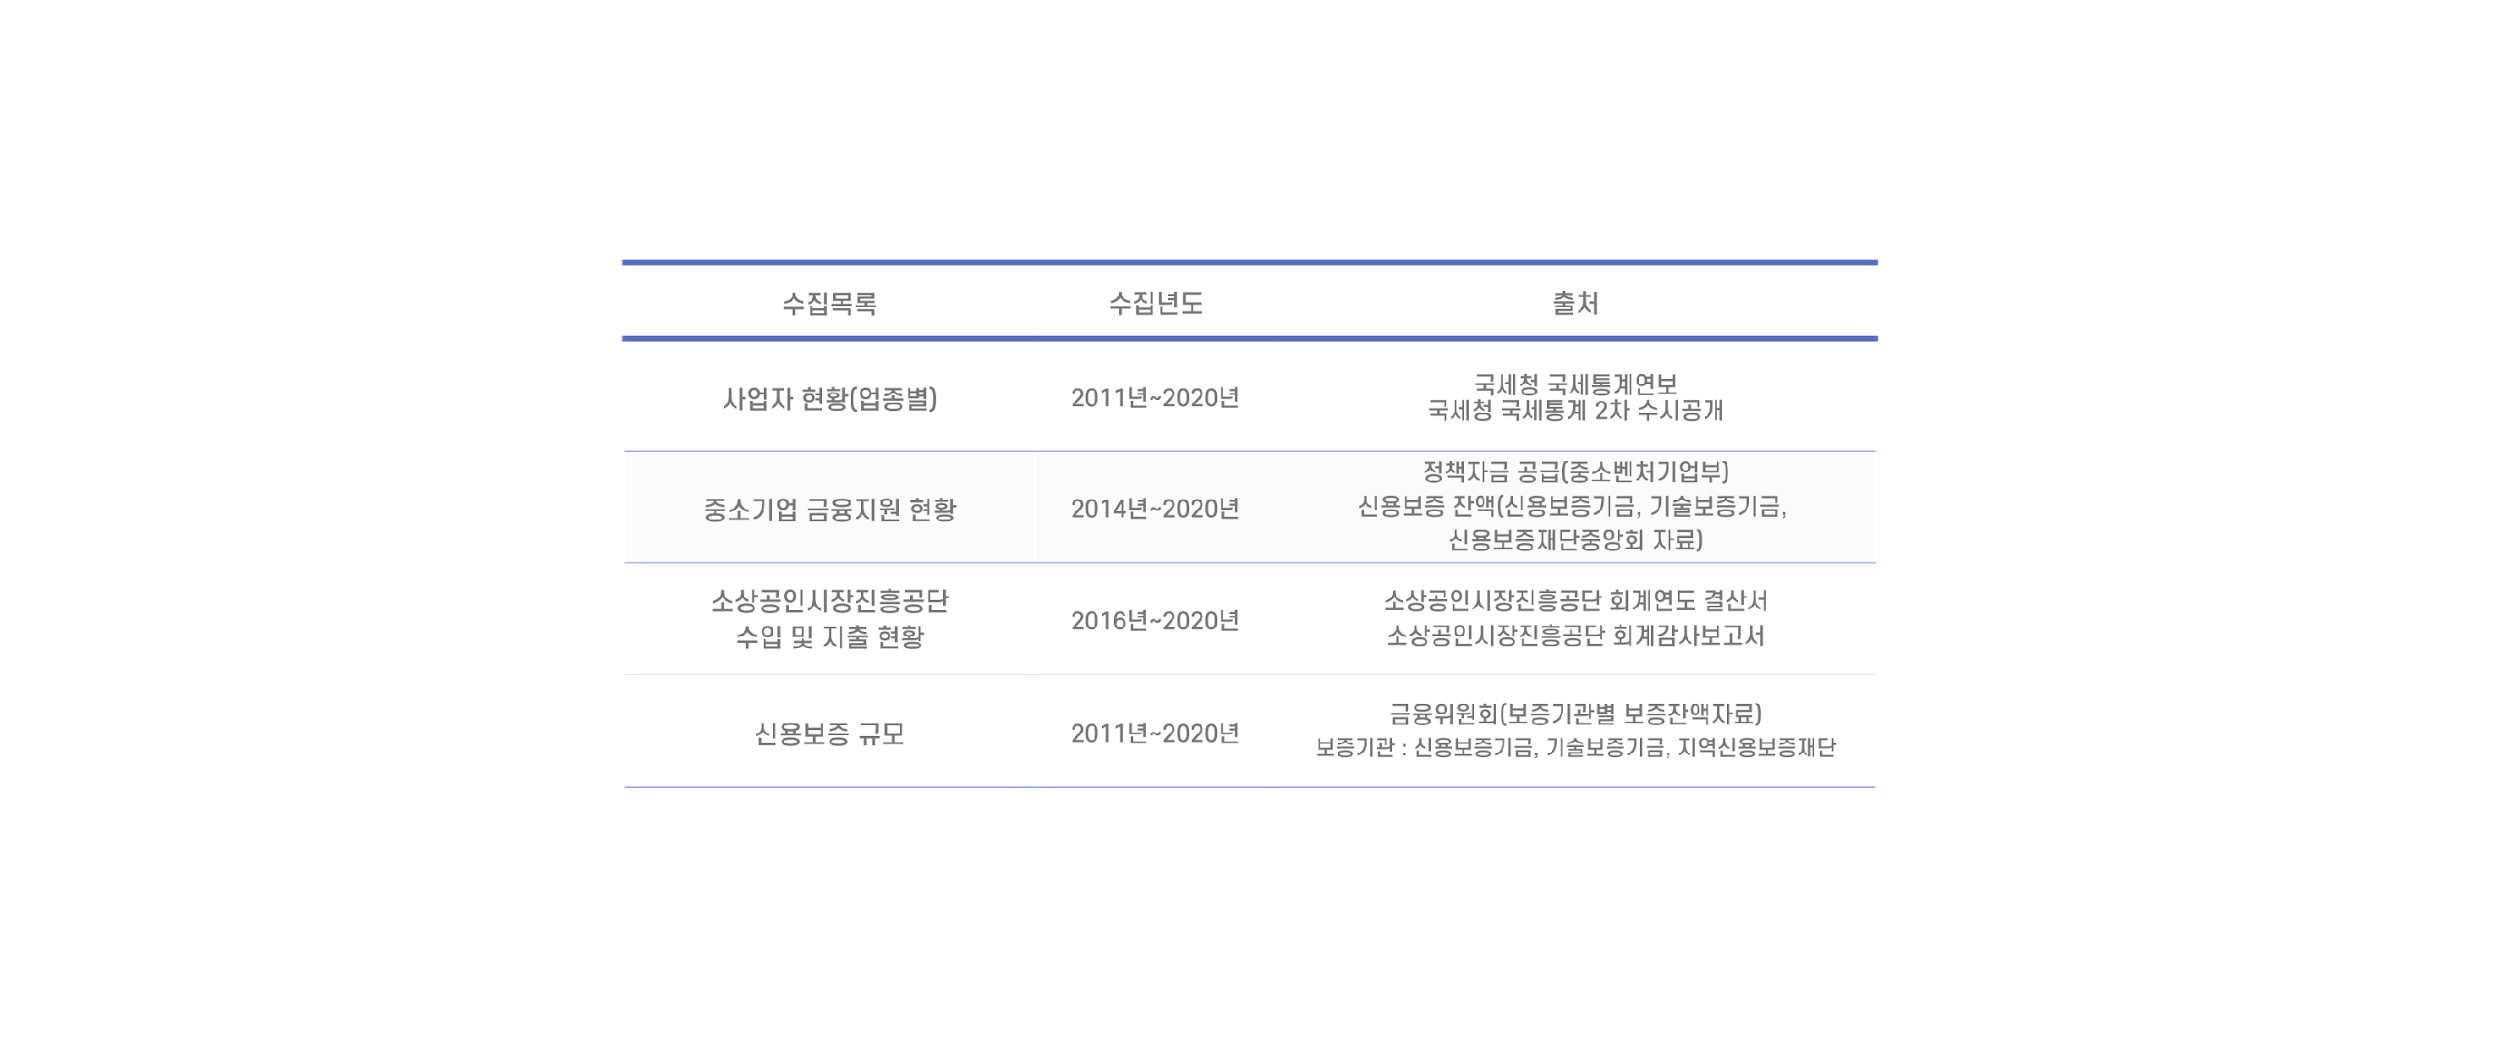 수집목록 수집년도 출처
사업자 현황(업종별) 2011년~2020년 국세청 국세통계연보
국세청 국세통계 2차 수시공개
중소기업 금융지원 현황 2014년~2020년 정책자금 공급(중소벤처기업부)
신용보증 잔액(신용보증기금, 기술보증기금,
신용보증재단중앙회 자료)
소상공인시장진흥공단
수입 및 지출 현황
2016년~2020년
소상공인시장진흥공단 회계연도 결산서
소상공인시장진흥공단 회계감사보고서
신용보증 규모 2011년~2020년 금융위원회(보증기관별 보증잔액자료)
보증기관 : 신용보증기금, 기술보증기금, 지역신용보증재단